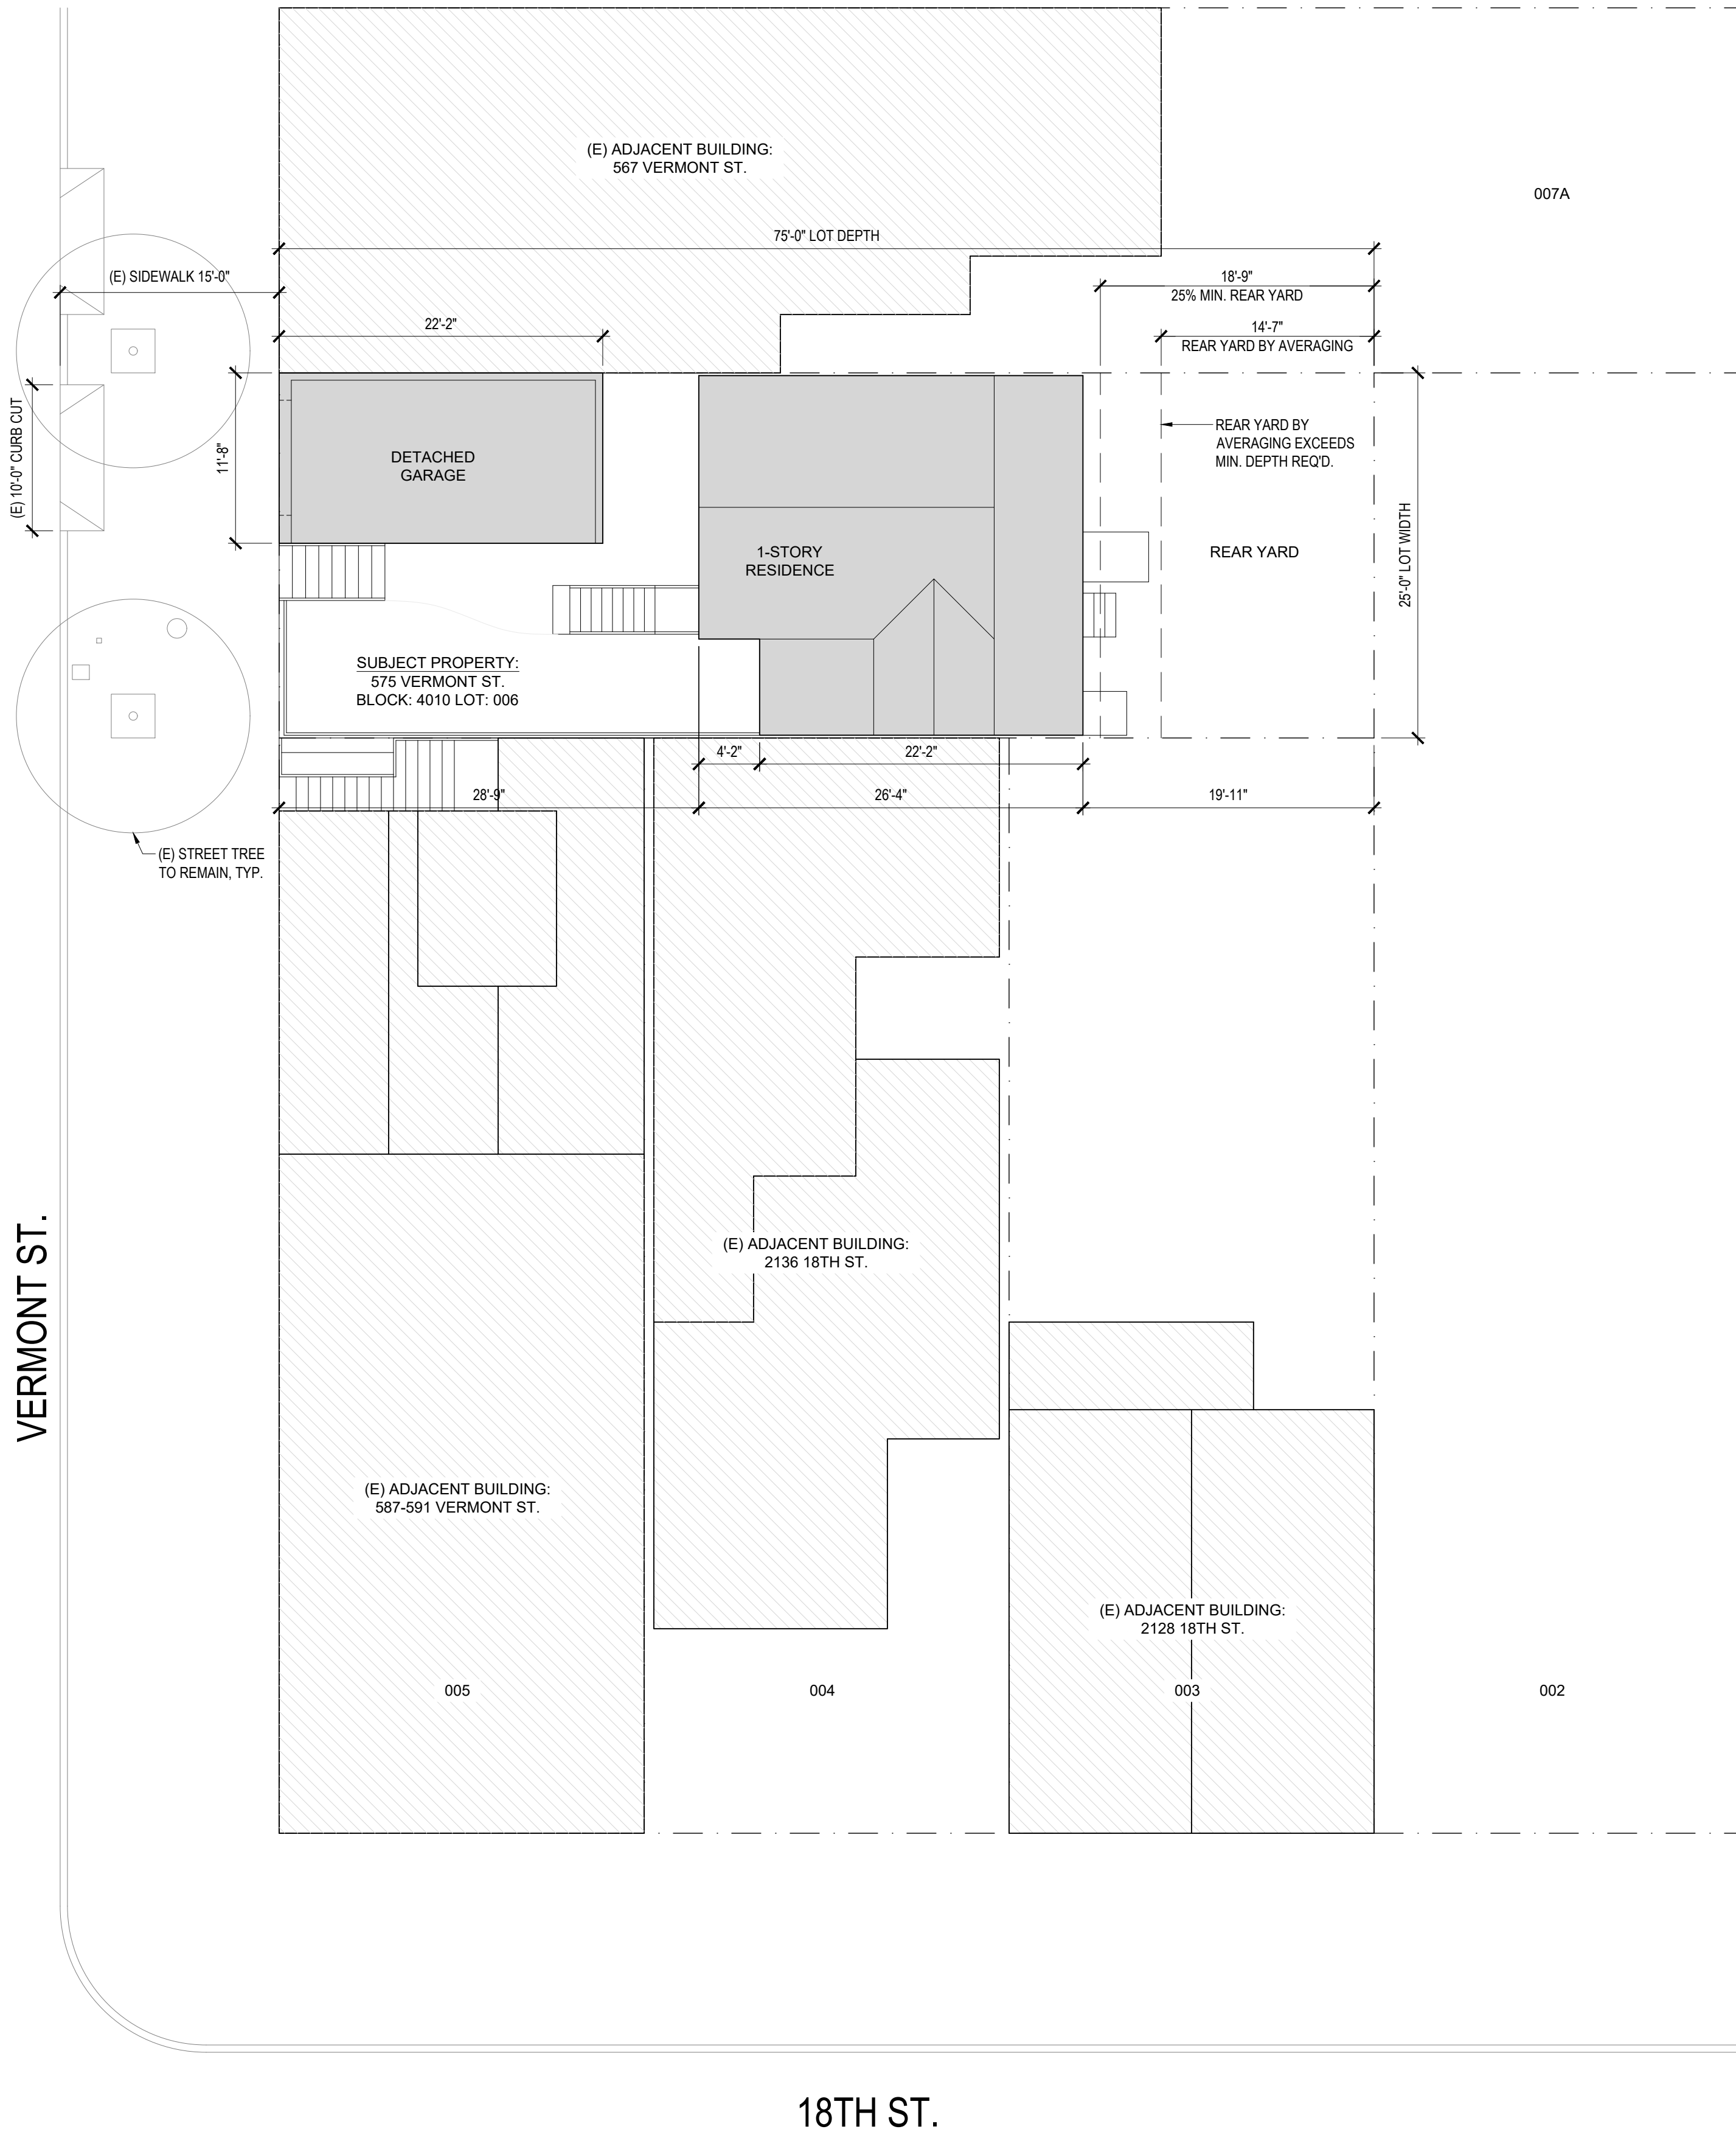 (E) ADJACENT BUILDING:
567 VERMONT ST.
007A
75'-0" LOT DEPTH
(E) SIDEWALK 15'-0"
18'-9"
25% MIN. REAR YARD
22'-2"
14'-7"
REAR YARD BY AVERAGING
(E) 10'-0" CURB CUT
11'-8"
DETACHED
GARAGE
REAR YARD BY
AVERAGING EXCEEDS
MIN. DEPTH REQ'D.
1-STORY
RESIDENCE
REAR YARD
25'-0" LOT WIDTH
SUBJECT PROPERTY:
575 VERMONT ST.
BLOCK: 4010 LOT: 006
4'-2"
22'-2"
28'-9"
26'-4"
19'-11"
(E) STREET TREE
TO REMAIN, TYP.
VERMONT ST.
(E) ADJACENT BUILDING:
2136 18TH ST.
(E) ADJACENT BUILDING:
587-591 VERMONT ST.
(E) ADJACENT BUILDING:
2128 18TH ST.
005
004
003
002
18TH ST.